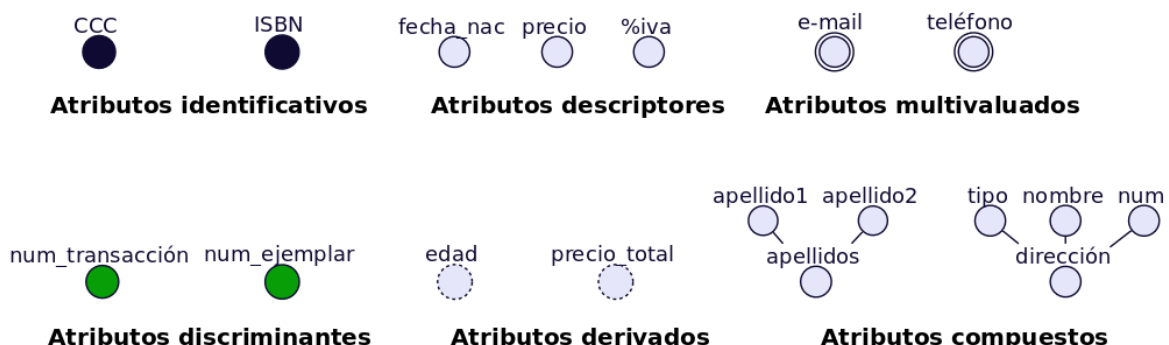 CCC ISBN fecha_nac precio %iva e-mail teléfono
Atributos identificativos Atributos descriptores Atributos multivaluados
apellido1 apellido2 tipo nombre num
num_transacción num_ejemplar edad precio_total apellidos dirección
Atributos discriminantes Atributos derivados Atributos compuestos